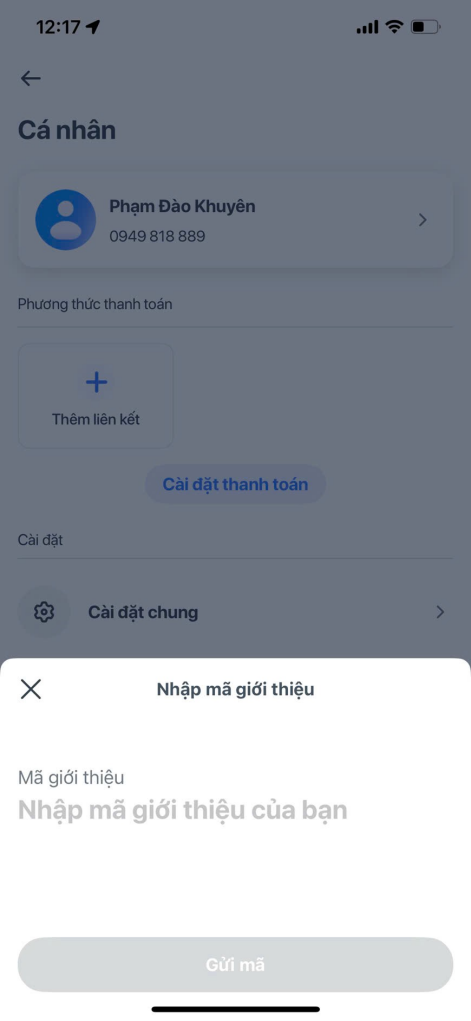 12:17
Cá nhân
Phạm Đào Khuyên
0949 818 889
Phương thức thanh toán
Thêm liên kết
Cài đặt thanh toán
Cài đặt
Cài đặt chung
Nhập mã giới thiệu
Mã giới thiệu
Nhập mã giới thiệu của bạn
Gửi mã